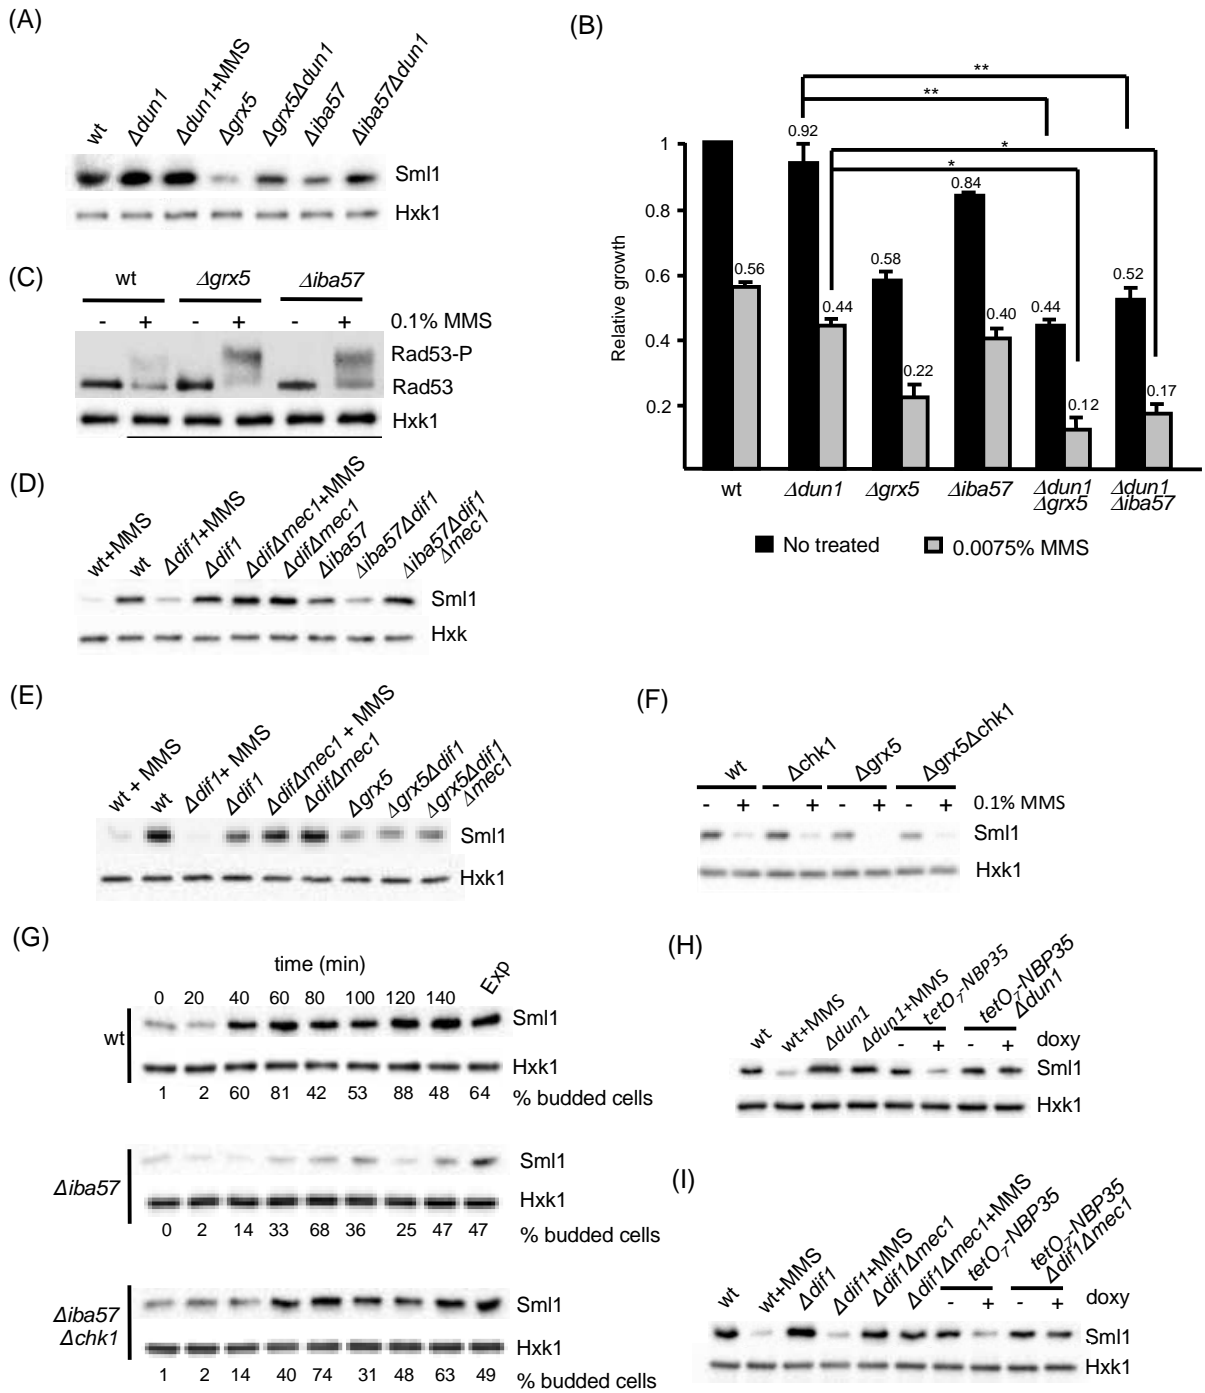 (A)
wt
Δdun1
Δdun1+MMS
Δgrx5
Δgrx5Δdun1
Δiba57
Δiba57Δdun1
Sml1
Hxk1
(B)
**
**
*
*
Relative growth
1
0.8
0.6
0.4
0.2
0.56
0.92
0.44
0.58
0.22
0.84
0.40
0.44
0.12
0.52
0.17
wt
Δdun1
Δgrx5
Δiba57
Δdun1
Δgrx5
Δdun1
Δiba57
No treated
0.0075% MMS
(C)
wt
Δgrx5
Δiba57
- + - + - + 0.1% MMS
Rad53-P
Rad53
Hxk1
(D)
wt+MMS
wt
Δdif1+MMS
Δdif1
ΔdifΔmec1+MMS
ΔdifΔmec1
Δiba57
Δiba57Δdif1
Δiba57Δdif1
Δmec1
Sml1
Hxk
(E)
wt + MMS
wt
Δdif1+ MMS
Δdif1
ΔdifΔmec1 + MMS
ΔdifΔmec1
Δgrx5
Δgrx5Δdif1
Δgrx5Δdif1
Δmec1
Sml1
Hxk1
(F)
wt
Δchk1
Δgrx5
Δgrx5Δchk1
- + - + - + - + 0.1% MMS
Sml1
Hxk1
(G)
time (min)
0 20 40 60 80 100 120 140 Exp
wt
Sml1
Hxk1
1 2 60 81 42 53 88 48 64 % budded cells
Δiba57
Sml1
Hxk1
0 2 14 33 68 36 25 47 47 % budded cells
Δiba57
Δchk1
Sml1
Hxk1
1 2 14 40 74 31 48 63 49 % budded cells
(H)
wt
wt+MMS
Δdun1
Δdun1+MMS
tetO7-NBP35
tetO7-NBP35
Δdun1
- + - + doxy
Sml1
Hxk1
(I)
wt
wt+MMS
Δdif1
Δdif1+MMS
Δdif1Δmec1
Δdif1Δmec1+MMS
tetO7-NBP35
tetO7-NBP35
Δdif1Δmec1
- + - + doxy
Sml1
Hxk1